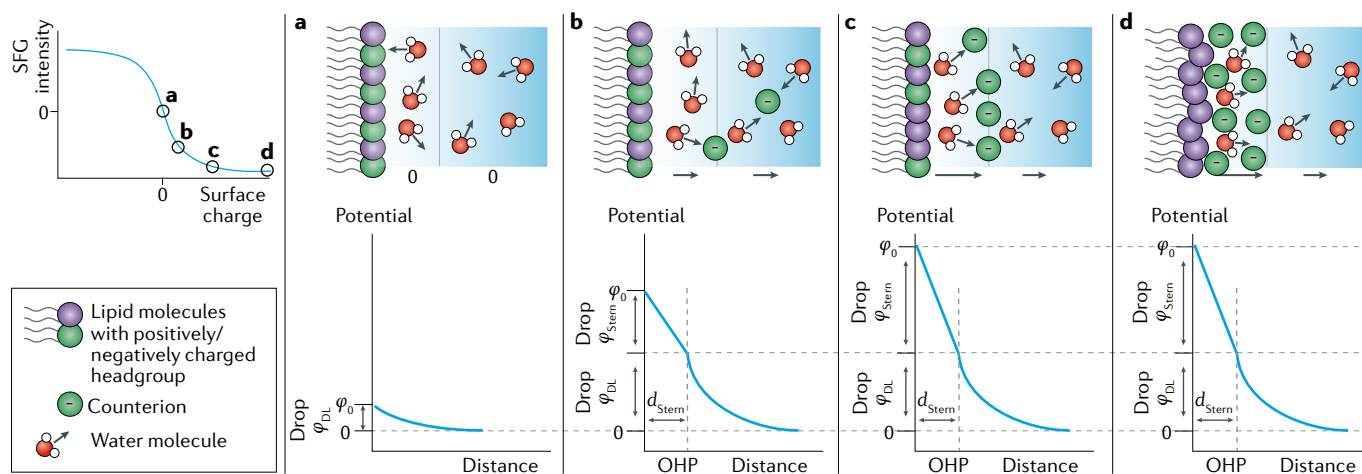 SFG
intensity
0
a
b
c
d
0
Surface
charge
Lipid molecules
with positively/
negatively charged
headgroup
−
Counterion
Water molecule
a
0
0
Potential
Drop
φDL
φ0
0
Distance
b
−
−
Potential
φ0
Drop
φStern
Drop
φDL
dStern
0
OHP
Distance
c
−
−
−
−
Potential
φ0
Drop
φStern
Drop
φDL
dStern
0
OHP
Distance
d
−
−
−
−
−
−
−
−
Potential
φ0
Drop
φStern
Drop
φDL
dStern
0
OHP
Distance